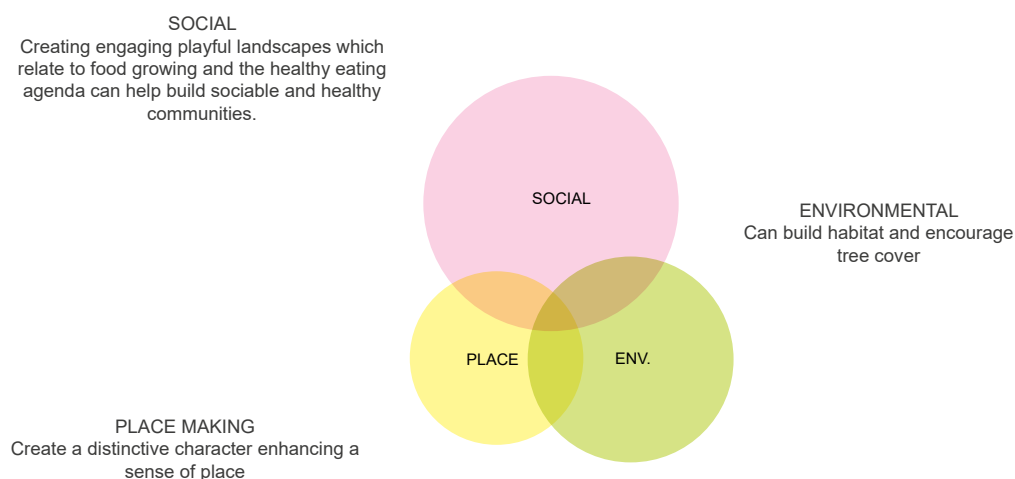 SOCIAL
Creating engaging playful landscapes which
relate to food growing and the healthy eating
agenda can help build sociable and healthy
communities.
SOCIAL
ENVIRONMENTAL
Can build habitat and encourage
tree cover
PLACE
ENV.
PLACE MAKING
Create a distinctive character enhancing a
sense of place